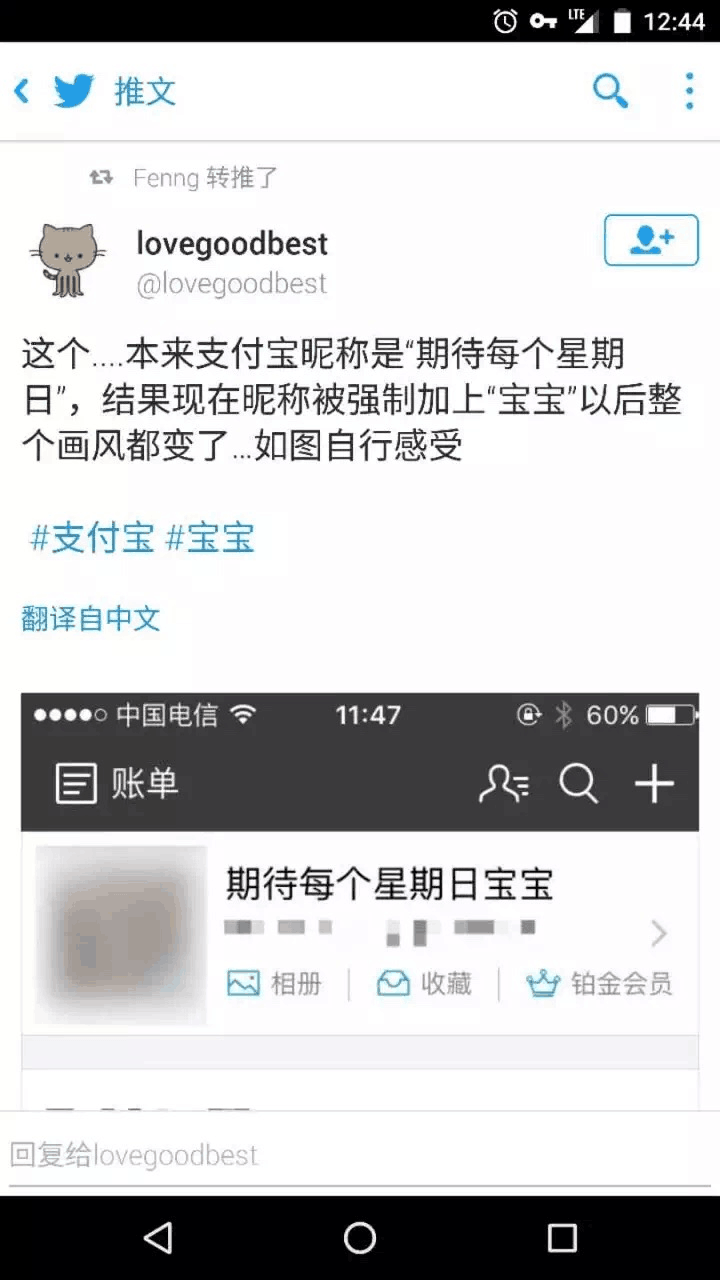 LTE 12:44
推文
Fenng 转推了
lovegoodbest
@lovegoodbest
这个....本来支付宝昵称是“期待每个星期
日”，结果现在昵称被强制加上“宝宝”以后整
个画风都变了...如图自行感受
#支付宝 #宝宝
翻译自中文
中国电信 11:47 60%
账单
期待每个星期日宝宝
相册 收藏 铂金会员
回复给lovegoodbest